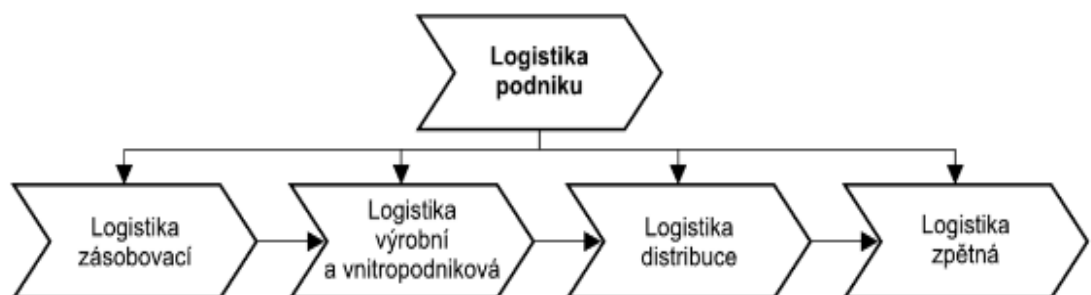 Logistika
podniku
Logistika
zásobovací
Logistika
výrobní
a vnitropodniková
Logistika
distribuce
Logistika
zpětná